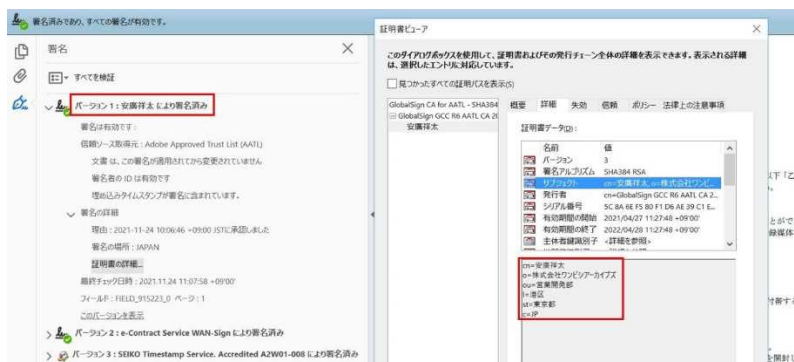 署名済みであり、すべての署名が有効です。
署名
すべてを検証
バージョン 1 : 安廣祥太 により署名済み
署名は有効です :
信頼ソース取得元 : Adobe Approved Trust List (AATL)
文書 は、この署名が適用されてから変更されていません
署名者の ID は有効です
埋め込みタイムスタンプが署名に含まれています。
署名の詳細
理由 : 2021-11-24 10:06:46 +09:00 JSTに承認しました
署名の場所 : JAPAN
証明書の詳細...
最終チェック日時 : 2021.11.24 11:07:58 +09'00'
フィールド : FIELD_915223_0 ページ : 1
このバージョンを表示
バージョン 2 : e-Contract Service WAN-Sign により署名済み
バージョン 3 : SEIKO Timestamp Service. Accredited A2W01-008 により署名済み
証明書ビューア
このダイアログボックスを使用して、証明書およびその発行チェーン全体の詳細を表示できます。表示される詳細
は、選択したエントリに対応しています。
見つかったすべての証明パスを表示(S)
GlobalSign CA for AATL - SHA384
GlobalSign GCC R6 AATL CA 20
安廣祥太
概要 詳細 失効 信頼 ポリシー 法律上の注意事項
証明書データ(D) :
名前 値
バージョン 3
署名アルゴリズム SHA384 RSA
サブジェクト cn=安廣祥太, o=株式会社ワンビ...
発行者 cn=GlobalSign GCC R6 AATL CA 2...
シリアル番号 5C 8A 6E F5 80 F1 D6 AE 39 C1 E...
有効期間の開始 2021/04/27 11:27:48 +09'00'
有効期間の終了 2022/04/28 11:27:48 +09'00'
主体者鍵識別子 <詳細を参照>
cn=安廣祥太
o=株式会社ワンビシアーカイブズ
ou=営業開発部
l=港区
st=東京都
c=JP
以下「乙
とがで
録媒体
付帯す
を開封し